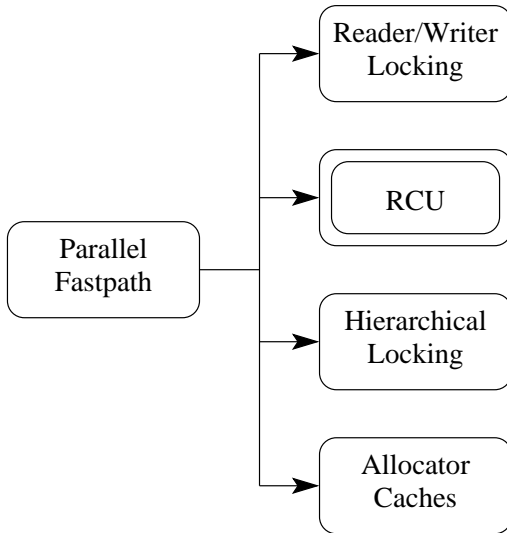 Reader/Writer
Locking
RCU
Parallel
Fastpath
Hierarchical
Locking
Allocator
Caches